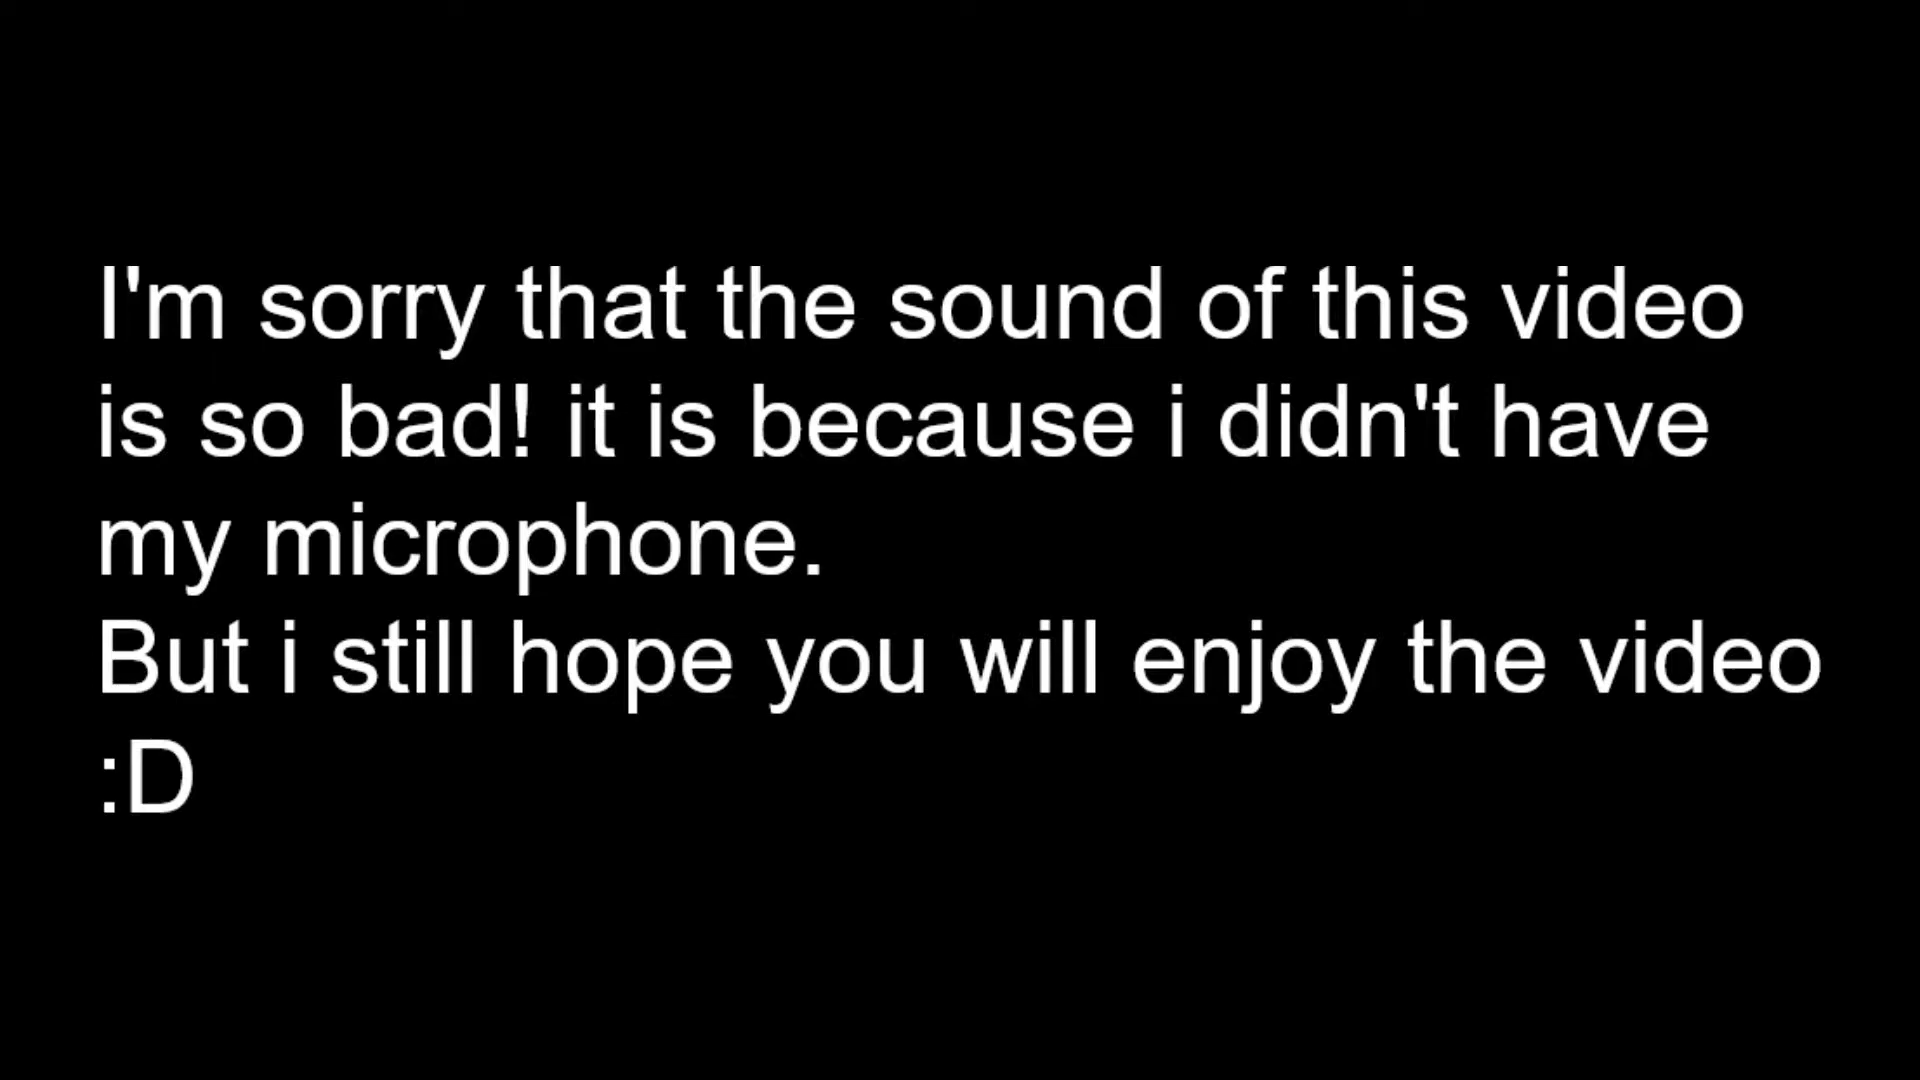 I'm sorry that the sound of this video
is so bad! it is because i didn't have
my microphone.
But i still hope you will enjoy the video
:D